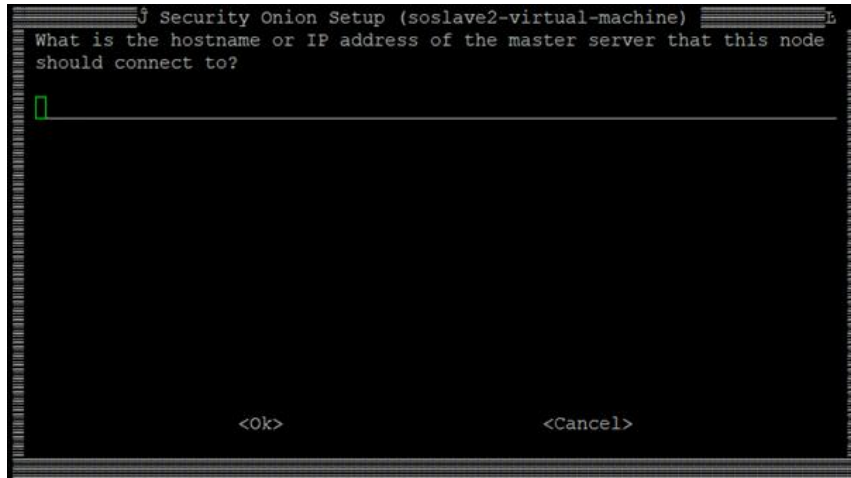 Security Onion Setup (soslave2-virtual-machine)
What is the hostname or IP address of the master server that this node
should connect to?
<Ok> <Cancel>